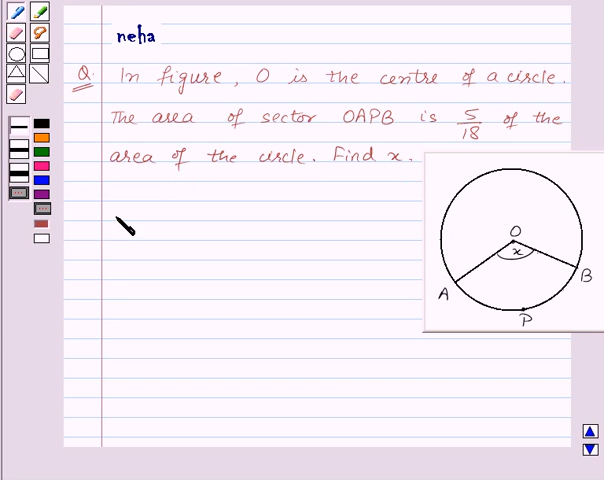 neha
Q. In figure, O is the centre of a circle.
The area of sector OAPB is 5/18 of the
area of the circle. Find x.
O
x
A
B
P